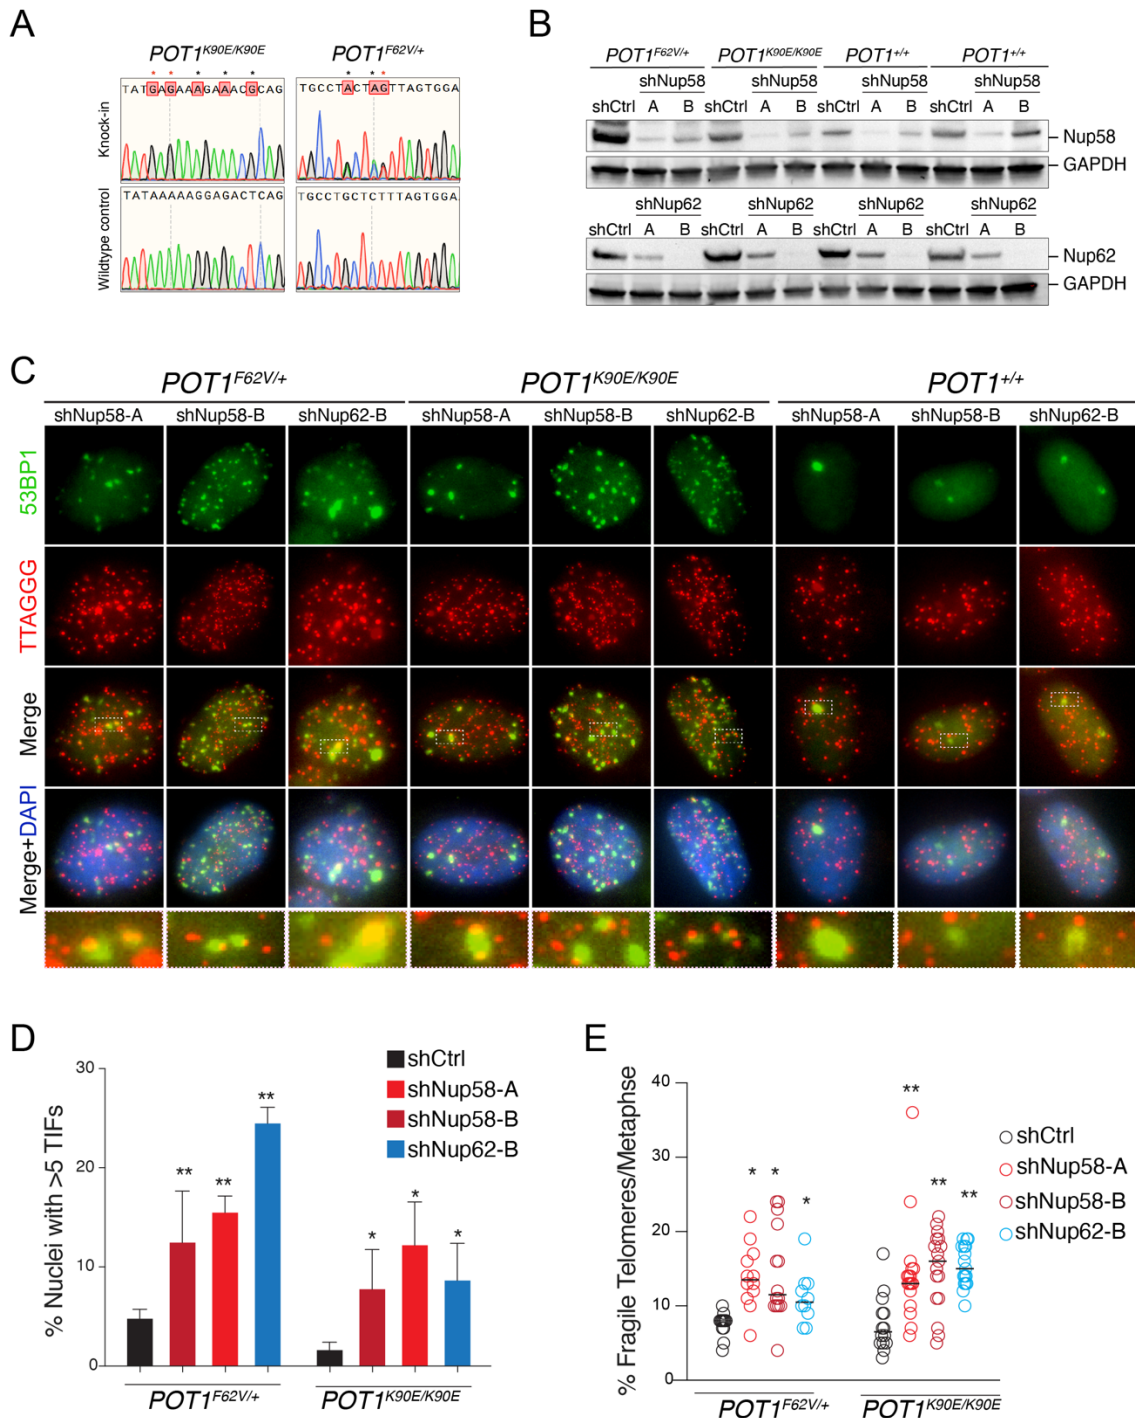 A
POT1K90E/K90E
POT1F62V/+
* * * * *
* * *
TATGAGAAAGAACGCAG
TGCCTACTAGTTAGTGGA
Knock-in
TATAAAAAGGAGACTCAG
TGCCTGCTCTTTAGTGGA
Wildtype control
B
POT1F62V/+ POT1K90E/K90E POT1+/+ POT1+/+
shNup58 shNup58 shNup58 shNup58
shCtrl A B shCtrl A B shCtrl A B shCtrl A B
Nup58
GAPDH
shNup62 shNup62 shNup62 shNup62
shCtrl A B shCtrl A B shCtrl A B shCtrl A B
Nup62
GAPDH
C
POT1F62V/+ POT1K90E/K90E POT1+/+
shNup58-A shNup58-B shNup62-B shNup58-A shNup58-B shNup62-B shNup58-A shNup58-B shNup62-B
53BP1
TTAGGG
Merge
Merge+DAPI
D
% Nuclei with >5 TIFs
30
20
10
0
** ** ** * * *
shCtrl
shNup58-A
shNup58-B
shNup62-B
POT1F62V/+ POT1K90E/K90E
E
% Fragile Telomeres/Metaphse
40
30
20
10
0
* * * ** ** **
shCtrl
shNup58-A
shNup58-B
shNup62-B
POT1F62V/+ POT1K90E/K90E